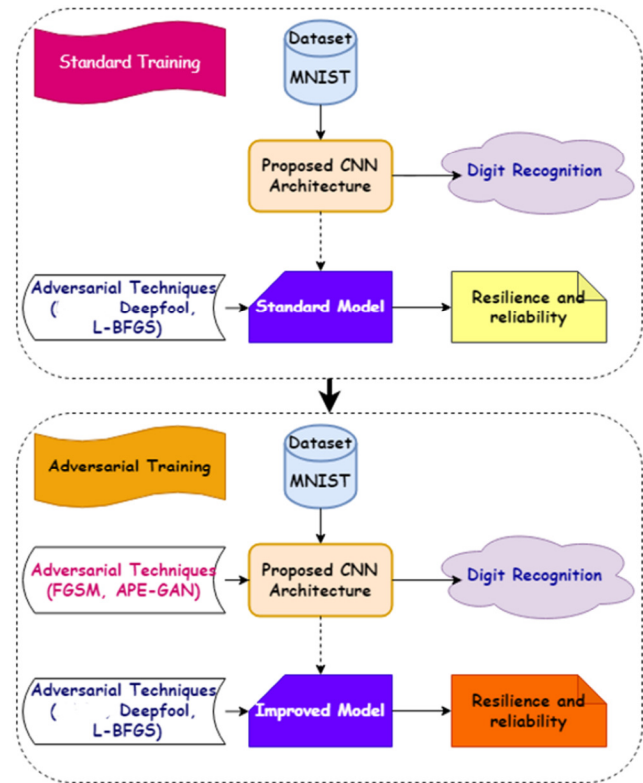 Standard Training
Dataset
MNIST
Proposed CNN
Architecture
Digit Recognition
Adversarial Techniques
( Deepfool,
L-BFGS)
Standard Model
Resilience and
reliability
Adversarial Training
Dataset
MNIST
Adversarial Techniques
(FGSM, APE-GAN)
Proposed CNN
Architecture
Digit Recognition
Adversarial Techniques
( Deepfool,
L-BFGS)
Improved Model
Resilience and
reliability